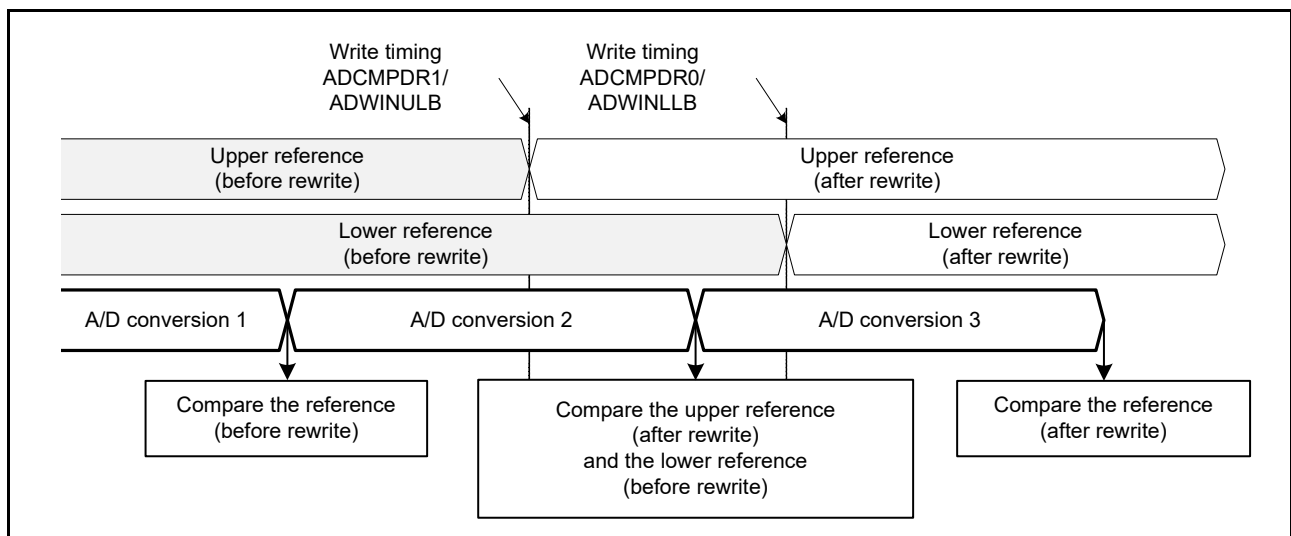 Write timing
ADCMPDR1/
ADWINULB
Write timing
ADCMPDR0/
ADWINLLB
Upper reference
(before rewrite)
Upper reference
(after rewrite)
Lower reference
(before rewrite)
Lower reference
(after rewrite)
A/D conversion 1
A/D conversion 2
A/D conversion 3
Compare the reference
(before rewrite)
Compare the upper reference
(after rewrite)
and the lower reference
(before rewrite)
Compare the reference
(after rewrite)